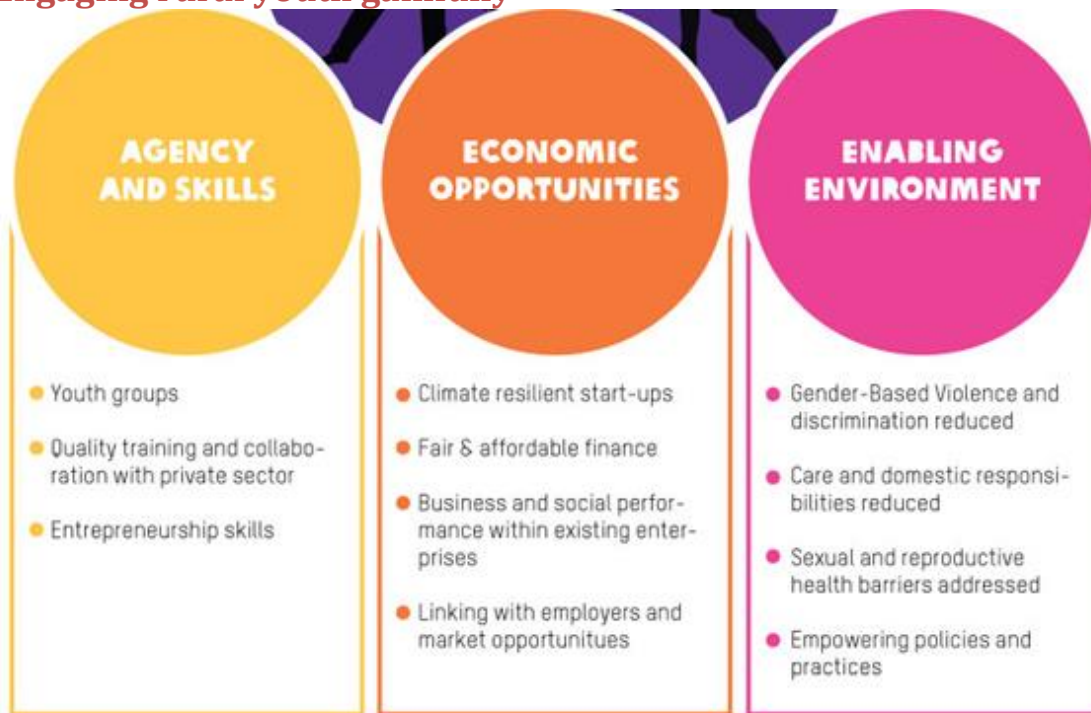 AGENCY
AND SKILLS
Youth groups
Quality training and collabo-
ration with private sector
Entrepreneurship skills
ECONOMIC
OPPORTUNITIES
Climate resilient start-ups
Fair & affordable finance
Business and social perfor-
mance within existing enter-
prises
Linking with employers and
market opportunitues
ENABLING
ENVIRONMENT
Gender-Based Violence and
discrimination reduced
Care and domestic responsi-
bilities reduced
Sexual and reproductive
health barriers addressed
Empowering policies and
practices